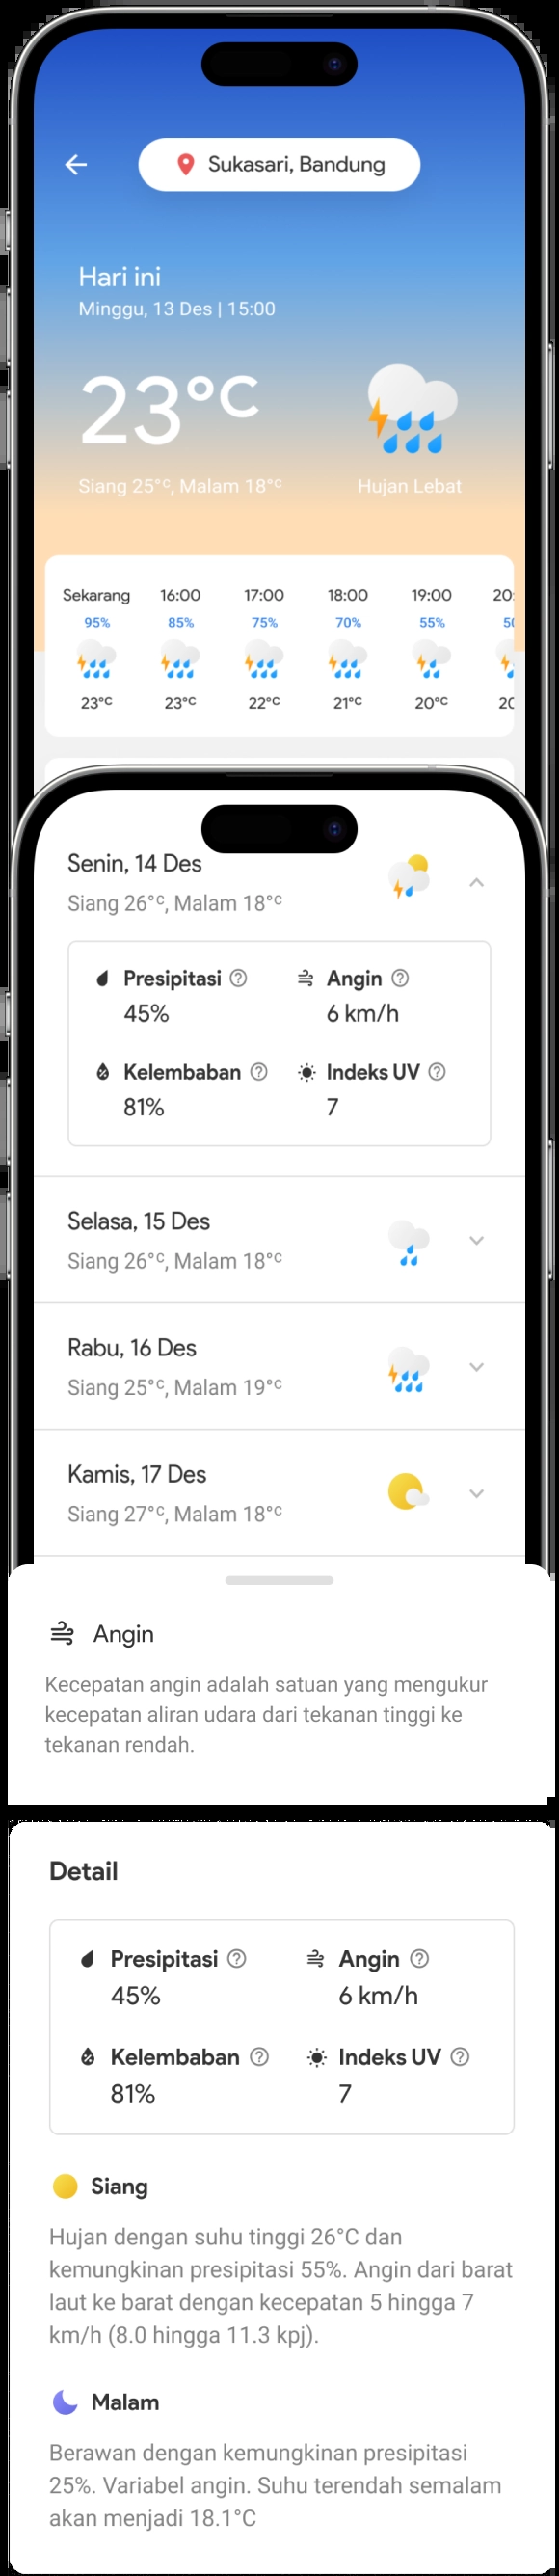 Sukasari, Bandung
Hari ini
Minggu, 13 Des | 15:00
23°C
Siang 25°C, Malam 18°C
Hujan Lebat
Sekarang 16:00 17:00 18:00 19:00 20:
95% 85% 75% 70% 55% 50
23°C 23°C 22°C 21°C 20°C 20
Senin, 14 Des
Siang 26°C, Malam 18°C
Presipitasi ? Angin ?
45% 6 km/h
Kelembaban ? Indeks UV ?
81% 7
Selasa, 15 Des
Siang 26°C, Malam 18°C
Rabu, 16 Des
Siang 25°C, Malam 19°C
Kamis, 17 Des
Siang 27°C, Malam 18°C
Angin
Kecepatan angin adalah satuan yang mengukur
kecepatan aliran udara dari tekanan tinggi ke
tekanan rendah.
Detail
Presipitasi ? Angin ?
45% 6 km/h
Kelembaban ? Indeks UV ?
81% 7
Siang
Hujan dengan suhu tinggi 26°C dan
kemungkinan presipitasi 55%. Angin dari barat
laut ke barat dengan kecepatan 5 hingga 7
km/h (8.0 hingga 11.3 kpj).
Malam
Berawan dengan kemungkinan presipitasi
25%. Variabel angin. Suhu terendah semalam
akan menjadi 18.1°C